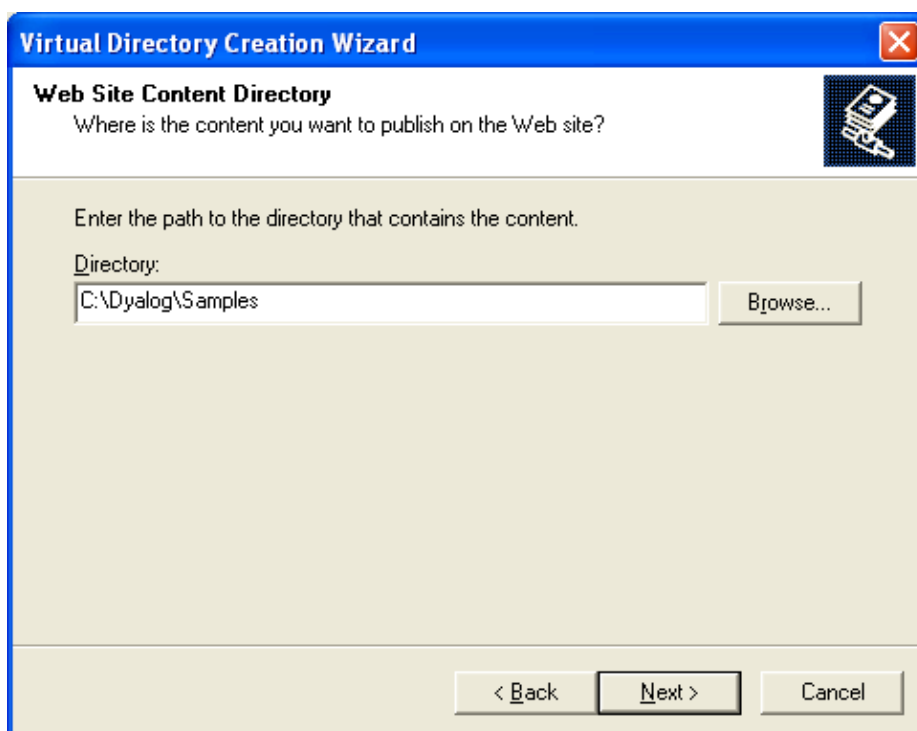 Virtual Directory Creation Wizard
Web Site Content Directory
Where is the content you want to publish on the Web site?
Enter the path to the directory that contains the content.
Directory:
C:\Dyalog\Samples
Browse...
< Back
Next >
Cancel